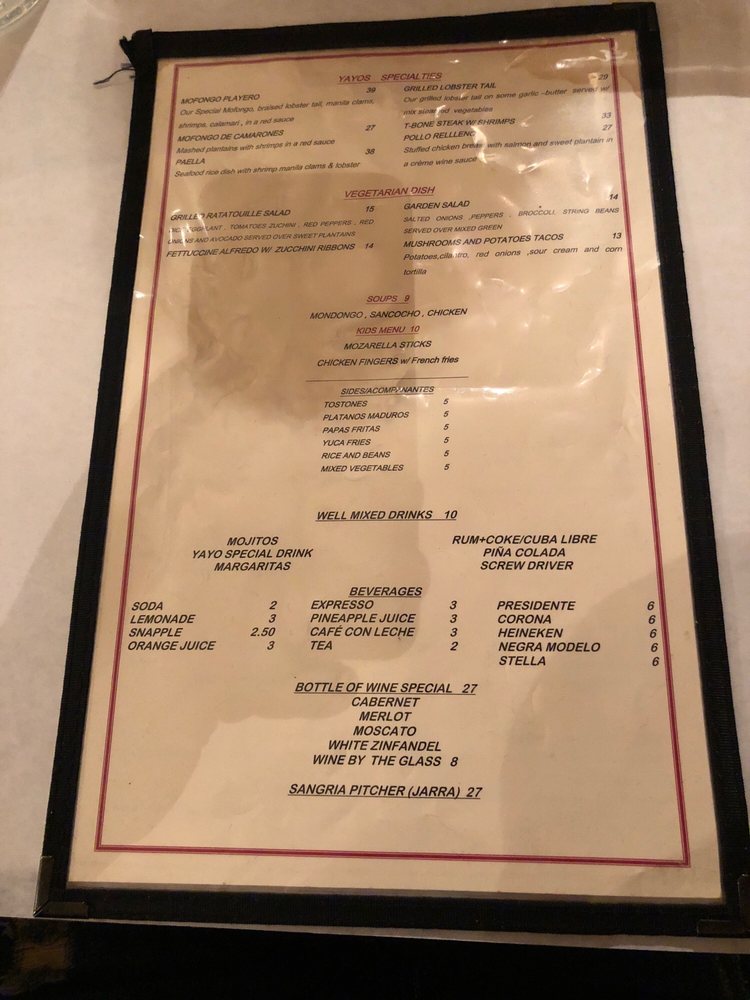 YAYOS SPECIALTIES
MOFONGO PLAYERO 39
Our Special Mofongo, braised lobster tail, manila clams,
shrimps, calamari , in a red sauce
MOFONGO DE CAMARONES 27
Mashed plantains with shrimps in a red sauce
PAELLA 38
Seafood rice dish with shrimp manila clams & lobster
GRILLED LOBSTER TAIL 29
Our grilled lobster tail on some garlic –butter served w/
mix steamed vegetables
T-BONE STEAK W/ SHRIMPS 33
POLLO RELLLENO 27
Stuffed chicken breast with salmon and sweet plantain in
a crème wine sauce
VEGETARIAN DISH
GRILLED RATATOUILLE SALAD 15
EGGPLANT , TOMATOES ZUCHINI , RED PEPPERS , RED
ONIONS AND AVOCADO SERVED OVER SWEET PLANTAINS
FETTUCCINE ALFREDO W/ ZUCCHINI RIBBONS 14
GARDEN SALAD 14
SALTED ONIONS ,PEPPERS , BROCCOLI, STRING BEANS
SERVED OVER MIXED GREEN
MUSHROOMS AND POTATOES TACOS 13
Potatoes,cilantro, red onions ,sour cream and corn
tortilla
SOUPS 9
MONDONGO , SANCOCHO , CHICKEN
KIDS MENU 10
MOZARELLA STICKS
CHICKEN FINGERS w/ French fries
SIDES/ACOMPANANTES
TOSTONES 5
PLATANOS MADUROS 5
PAPAS FRITAS 5
YUCA FRIES 5
RICE AND BEANS 5
MIXED VEGETABLES 5
WELL MIXED DRINKS 10
MOJITOS
YAYO SPECIAL DRINK
MARGARITAS
RUM+COKE/CUBA LIBRE
PIÑA COLADA
SCREW DRIVER
BEVERAGES
SODA 2
LEMONADE 3
SNAPPLE 2.50
ORANGE JUICE 3
EXPRESSO 3
PINEAPPLE JUICE 3
CAFÉ CON LECHE 3
TEA 2
PRESIDENTE 6
CORONA 6
HEINEKEN 6
NEGRA MODELO 6
STELLA 6
BOTTLE OF WINE SPECIAL 27
CABERNET
MERLOT
MOSCATO
WHITE ZINFANDEL
WINE BY THE GLASS 8
SANGRIA PITCHER (JARRA) 27